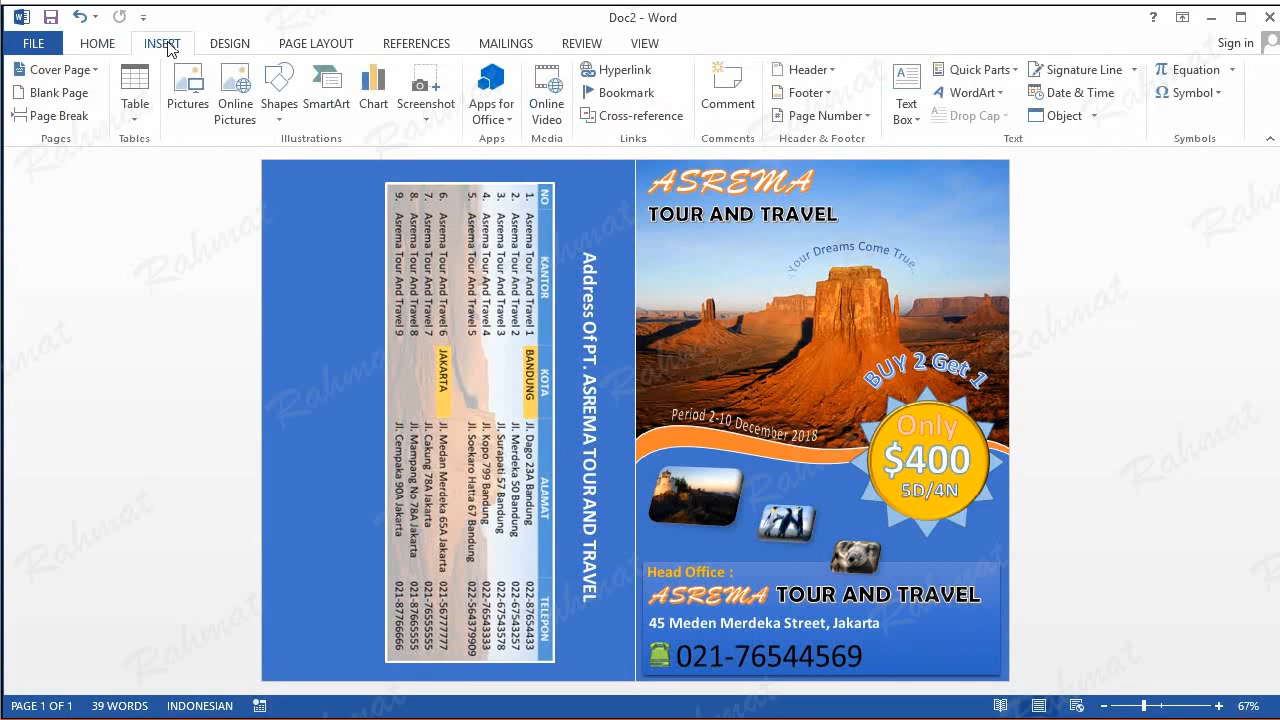 Doc2 - Word
FILE HOME INSERT DESIGN PAGE LAYOUT REFERENCES MAILINGS REVIEW VIEW Sign in
Cover Page
Blank Page
Page Break
Pages
Table
Tables
Pictures
Online Pictures
Shapes
SmartArt
Chart
Screenshot
Illustrations
Apps for Office
Apps
Online Video
Media
Hyperlink
Bookmark
Cross-reference
Links
Comment
Comments
Header
Footer
Page Number
Header & Footer
Text Box
Quick Parts
WordArt
Drop Cap
Signature Line
Date & Time
Object
Text
Equation
Symbol
Symbols
Address Of PT. ASREMA TOUR AND TRAVEL
NO KANTOR KOTA ALAMAT TELEPON
1. Asrema Tour And Travel 1 BANDUNG Jl. Dago 23A Bandung 022-87654433
2. Asrema Tour And Travel 2 Jl. Merdeka 50 Bandung 022-67543257
3. Asrema Tour And Travel 3 Jl. Surapati 57 Bandung 022-67543578
4. Asrema Tour And Travel 4 Jl. Kopo 799 Bandung 022-76543333
5. Asrema Tour And Travel 5 Jl. Soekaro Hatta 67 Bandung 022-564379909
6. Asrema Tour And Travel 6 JAKARTA Jl. Medan Merdeka 65A Jakarta 021-56777777
7. Asrema Tour And Travel 7 Jl. Cakung 78A Jakarta 021-76555555
8. Asrema Tour And Travel 8 Jl. Mampang No 78A Jakarta 021-87665555
9. Asrema Tour And Travel 9 Jl. Cempaka 90A Jakarta 021-87766666
ASREMA
TOUR AND TRAVEL
Your Dreams Come True
BUY 2 Get 1
Period 2-10 December 2018
Only
$400
5D/4N
Head Office :
ASREMA TOUR AND TRAVEL
45 Meden Merdeka Street, Jakarta
021-76544569
PAGE 1 OF 1 39 WORDS INDONESIAN 67%
Rahmat